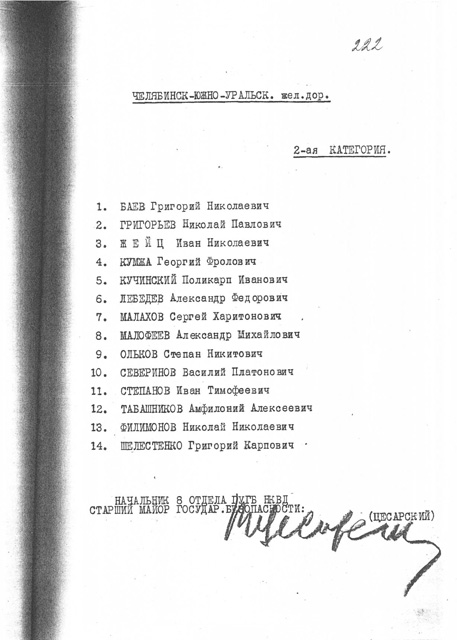 222
ЧЕЛЯБИНСК-ЮЖНО-УРАЛЬСК. жел.дор.
2-ая КАТЕГОРИЯ.
1. БАЕВ Григорий Николаевич
2. ГРИГОРЬЕВ Николай Павлович
3. Ж Е Й Ц Иван Николаевич
4. КУМЖА Георгий Фролович
5. КУЧИНСКИЙ Поликарп Иванович
6. ЛЕБЕДЕВ Александр Федорович
7. МАЛАХОВ Сергей Харитонович
8. МАЛОФЕЕВ Александр Михайлович
9. ОЛЬКОВ Степан Никитович
10. СЕВЕРИНОВ Василий Платонович
11. СТЕПАНОВ Иван Тимофеевич
12. ТАБАШНИКОВ Амфилоний Алексеевич
13. ФИЛИМОНОВ Николай Николаевич
14. ШЕЛЕСТЕНКО Григорий Карпович
НАЧАЛЬНИК 8 ОТДЕЛА ГУГБ НКВД
СТАРШИЙ МАЙОР ГОСУДАР.БЕЗОПАСНОСТИ:
(ЦЕСАРСКИЙ)